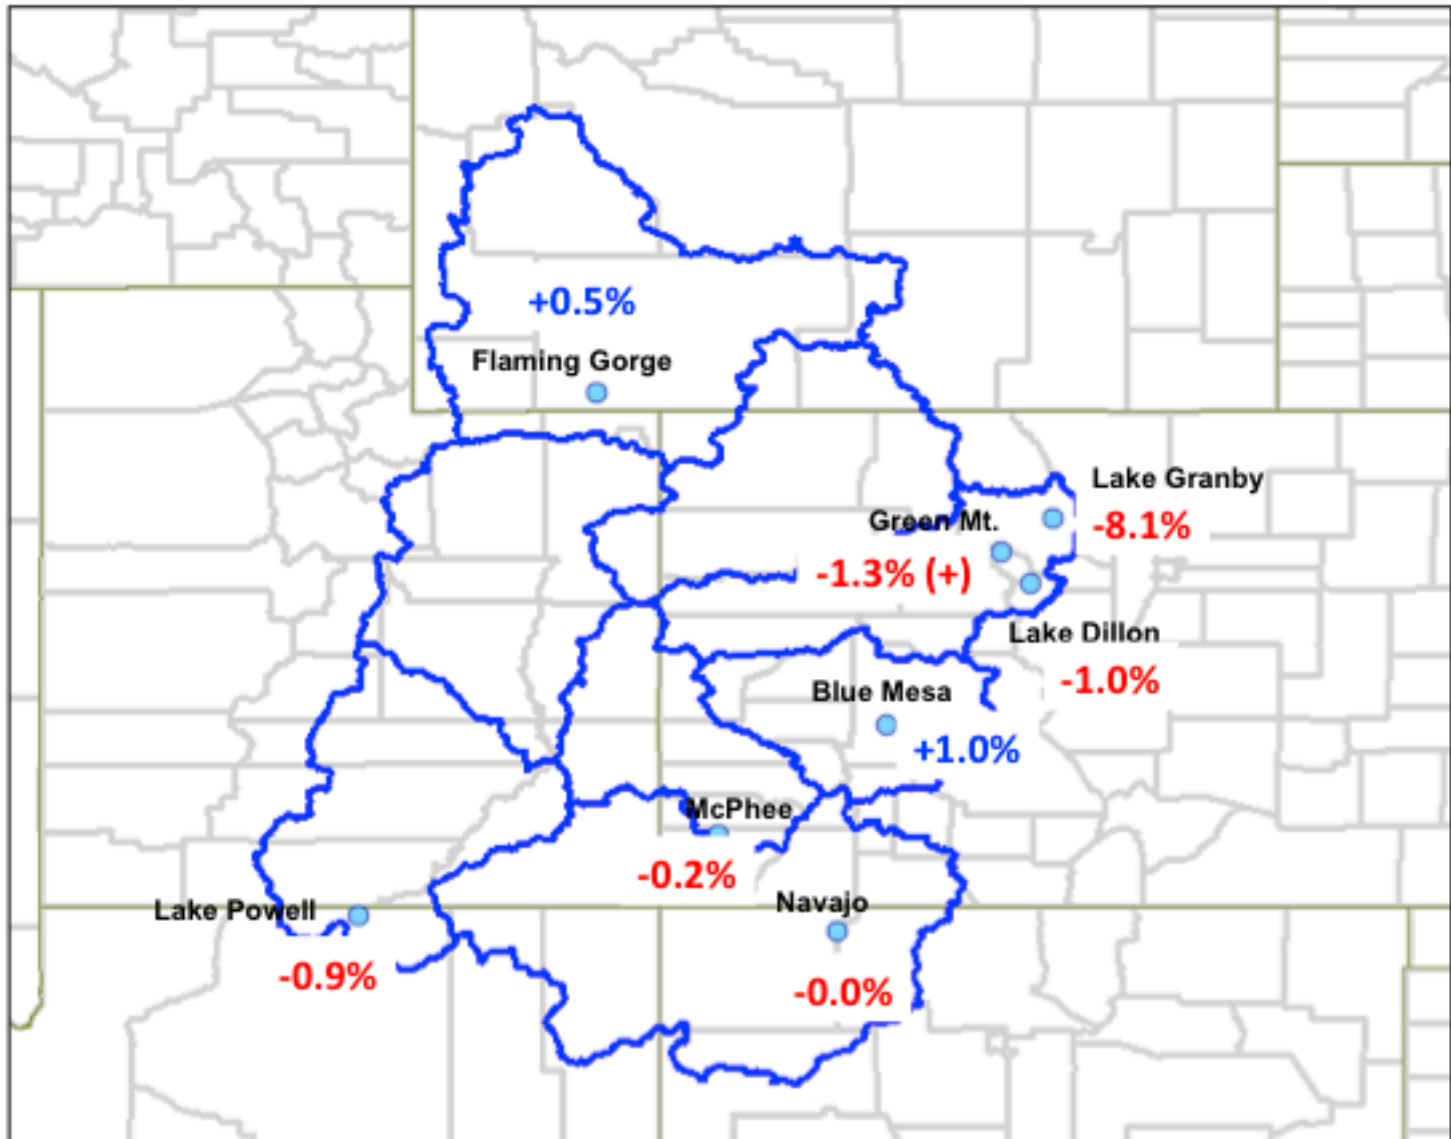 +0.5%
Flaming Gorge
Lake Granby
-8.1%
Green Mt.
-1.3% (+)
Lake Dillon
-1.0%
Blue Mesa
+1.0%
McPhee
-0.2%
Navajo
-0.0%
Lake Powell
-0.9%